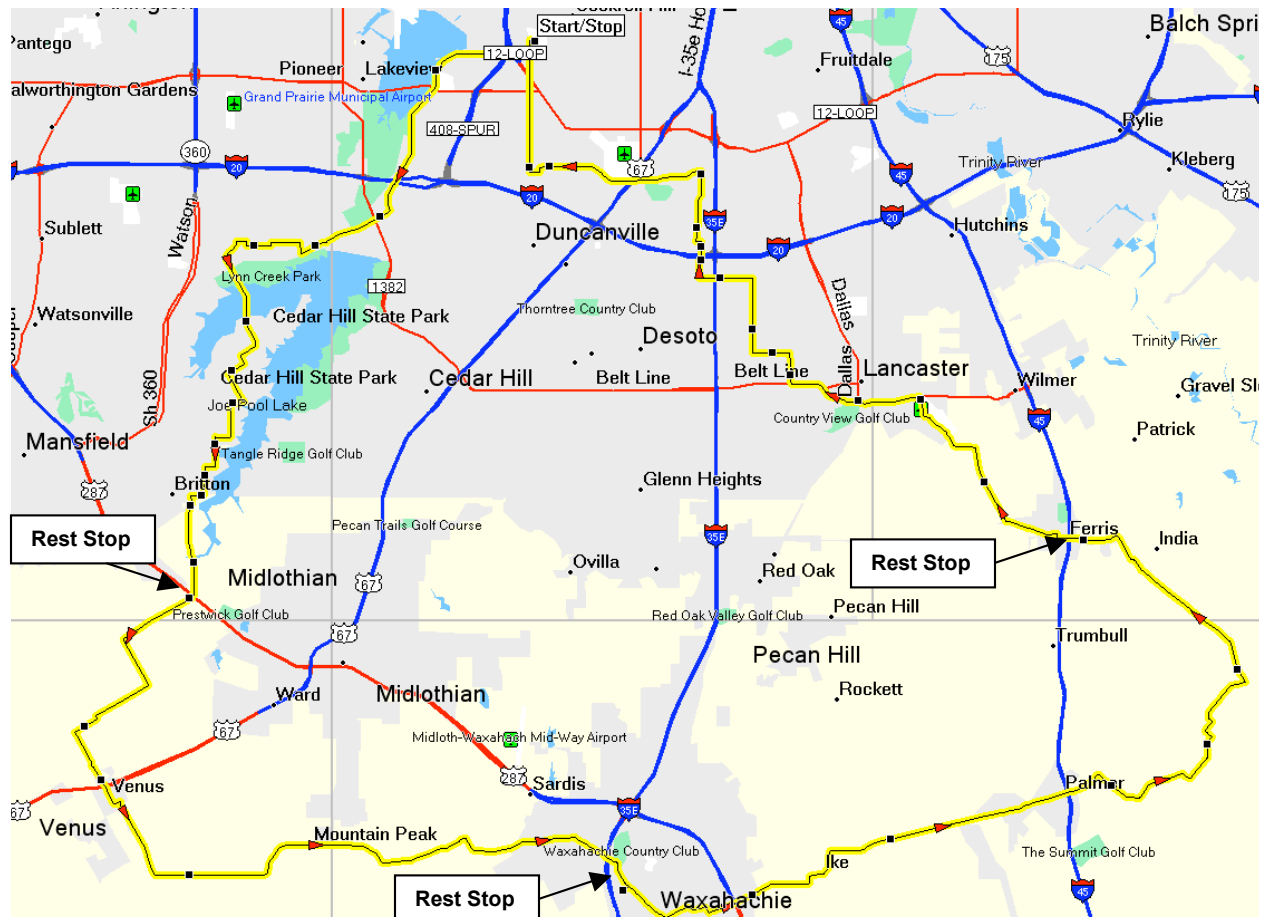 Start/Stop
Balch Spri
Pantego
12-LOOP
I-35e Ho
175
Pioneer
Lakeview
45
Fruitdale
alworthington Gardens
Grand Prairie Municipal Airport
12-LOOP
408-SPUR
Rylie
360
20
67
Trinity River
Kleberg
175
Sublett
Watson
20
35E
45
Hutchins
Duncanville
20
20
Lynn Creek Park
1382
Watsonville
Cedar Hill State Park
Thorntree Country Club
Dallas
Desoto
Trinity River
Sh 360
Cedar Hill State Park
Cedar Hill
Belt Line
Belt Line
Dallas
Lancaster
Wilmer
Gravel Sl
Joe Pool Lake
Country View Golf Club
45
Mansfield
Tangle Ridge Golf Club
Patrick
287
Britton
Glenn Heights
Rest Stop
Pecan Trails Golf Course
35E
Ferris
India
Rest Stop
Midlothian
67
Ovilla
Red Oak
Prestwick Golf Club
Red Oak Valley Golf Club
Pecan Hill
67
Trumbull
Pecan Hill
Ward
Midlothian
Rockett
67
Midloth-Waxahach Mid-Way Airport
287
Venus
Sardis
Palmer
67
35E
Venus
Mountain Peak
Waxahachie Country Club
Ike
The Summit Golf Club
Rest Stop
Waxahachie
45